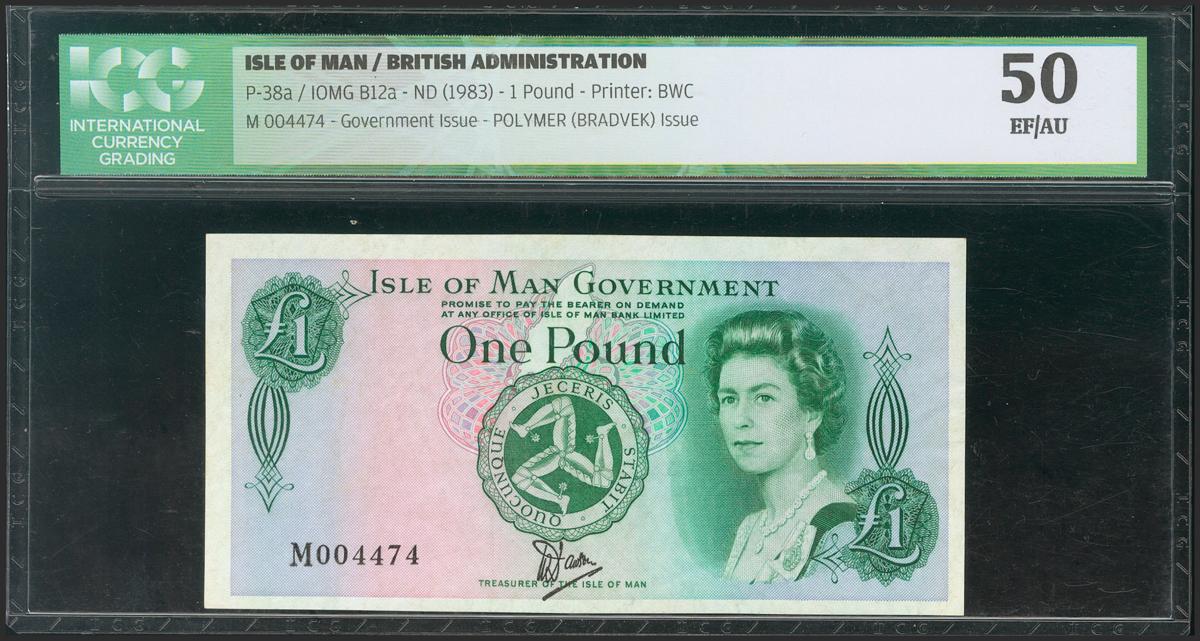 ICG
INTERNATIONAL
CURRENCY
GRADING
ISLE OF MAN / BRITISH ADMINISTRATION
P-38a / IOMG B12a - ND (1983) - 1 Pound - Printer: BWC
M 004474 - Government Issue - POLYMER (BRADVEK) Issue
50
EF/AU
£1
ISLE OF MAN GOVERNMENT
PROMISE TO PAY THE BEARER ON DEMAND
AT ANY OFFICE OF ISLE OF MAN BANK LIMITED
One Pound
QUOCUNQUE · JECERIS · STABIT
£1
M004474
TREASURER OF THE ISLE OF MAN